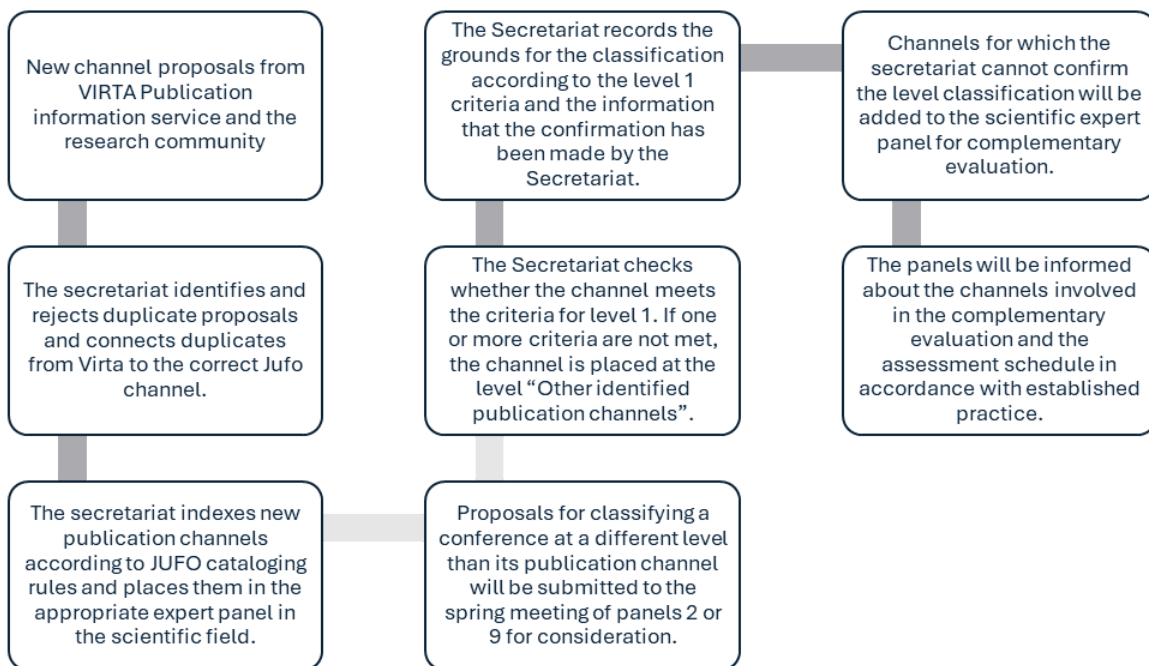 New channel proposals from
VIRTA Publication
information service and the
research community
The secretariat identifies and
rejects duplicate proposals
and connects duplicates
from Virta to the correct Jufo
channel.
The secretariat indexes new
publication channels
according to JUFO cataloging
rules and places them in the
appropriate expert panel in
the scientific field.
Proposals for classifying a
conference at a different level
than its publication channel
will be submitted to the
spring meeting of panels 2 or
9 for consideration.
The Secretariat checks
whether the channel meets
the criteria for level 1. If one
or more criteria are not met,
the channel is placed at the
level “Other identified
publication channels”.
The Secretariat records the
grounds for the classification
according to the level 1
criteria and the information
that the confirmation has
been made by the
Secretariat.
Channels for which the
secretariat cannot confirm
the level classification will be
added to the scientific expert
panel for complementary
evaluation.
The panels will be informed
about the channels involved
in the complementary
evaluation and the
assessment schedule in
accordance with established
practice.